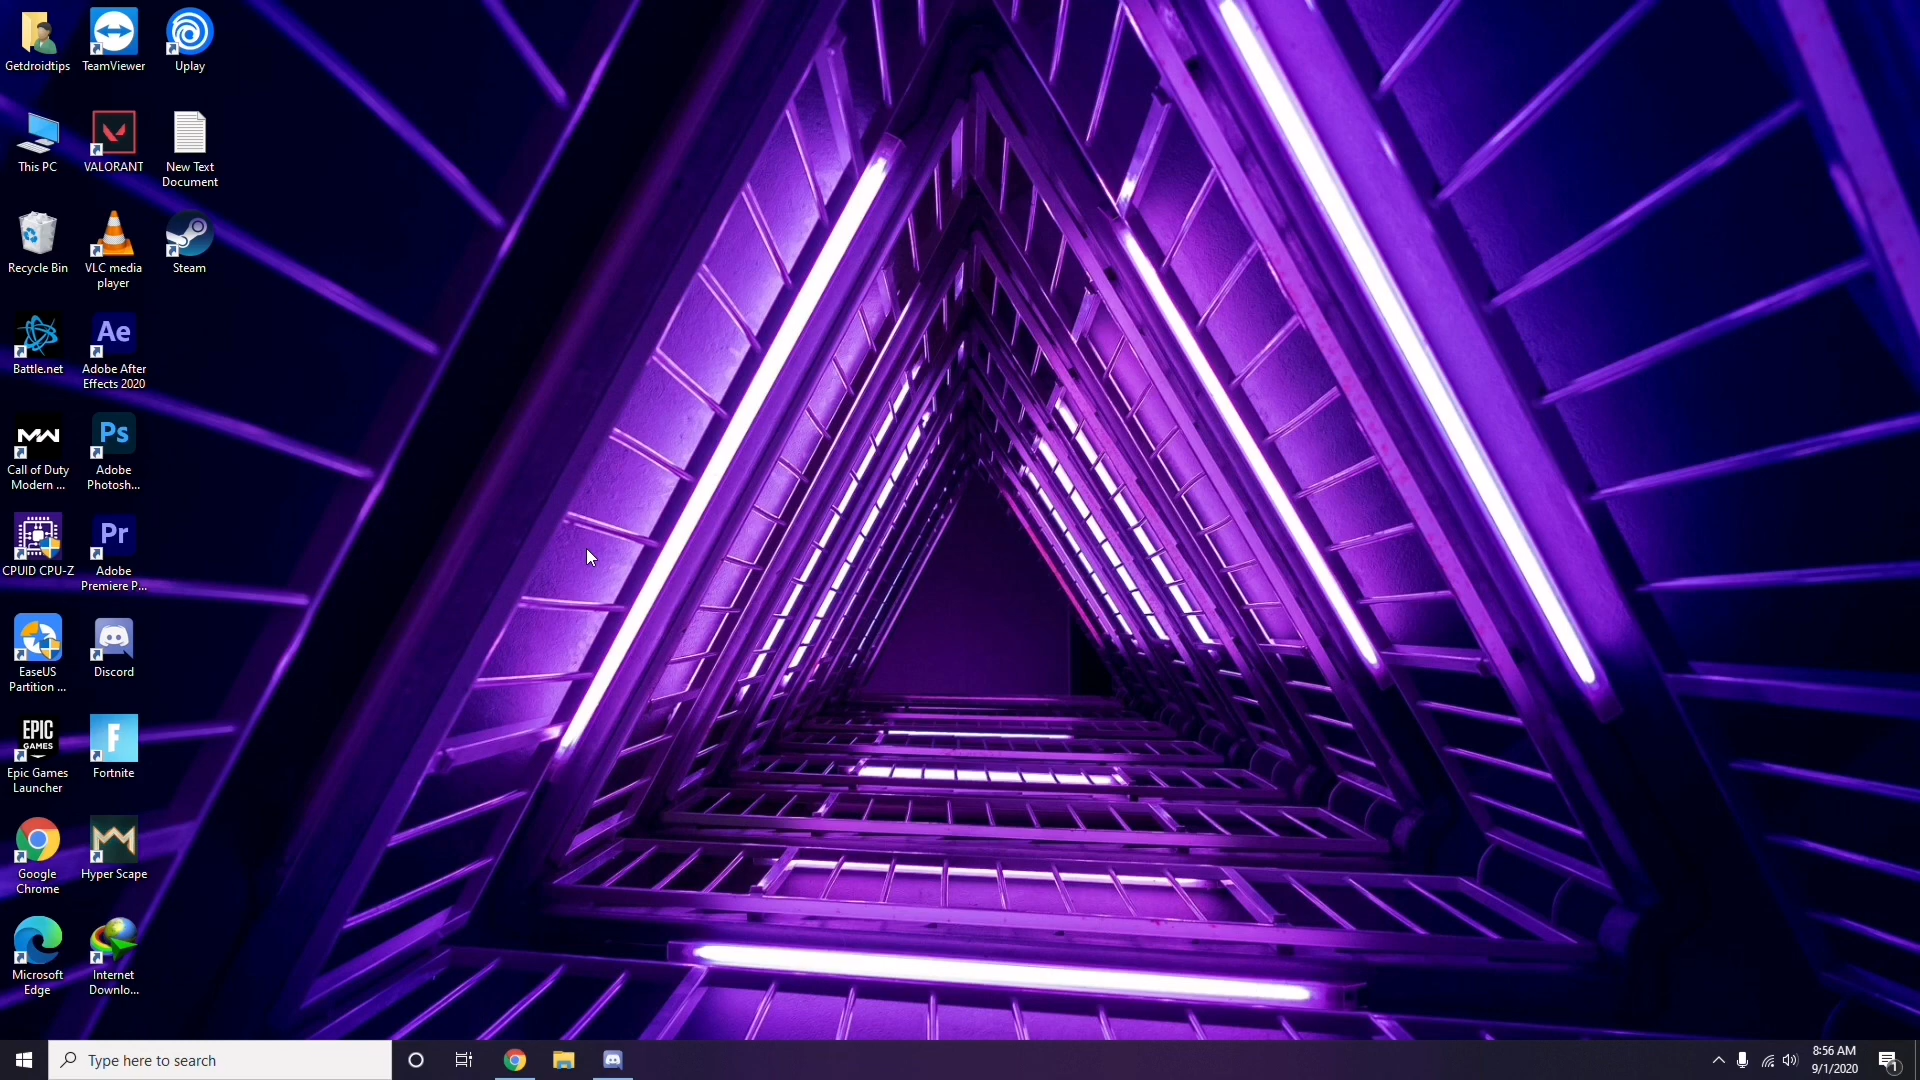 Getdroidtips
TeamViewer
Uplay
This PC
VALORANT
New Text
Document
Recycle Bin
VLC media
player
Steam
Battle.net
Ae
Adobe After
Effects 2020
MW
Call of Duty
Modern ...
Ps
Adobe
Photosh...
CPUID CPU-Z
Pr
Adobe
Premiere P...
EaseUS
Partition ...
Discord
EPIC
GAMES
Epic Games
Launcher
F
Fortnite
Google
Chrome
Hyper Scape
Microsoft
Edge
Internet
Downlo...
Type here to search
8:56 AM
9/1/2020
1